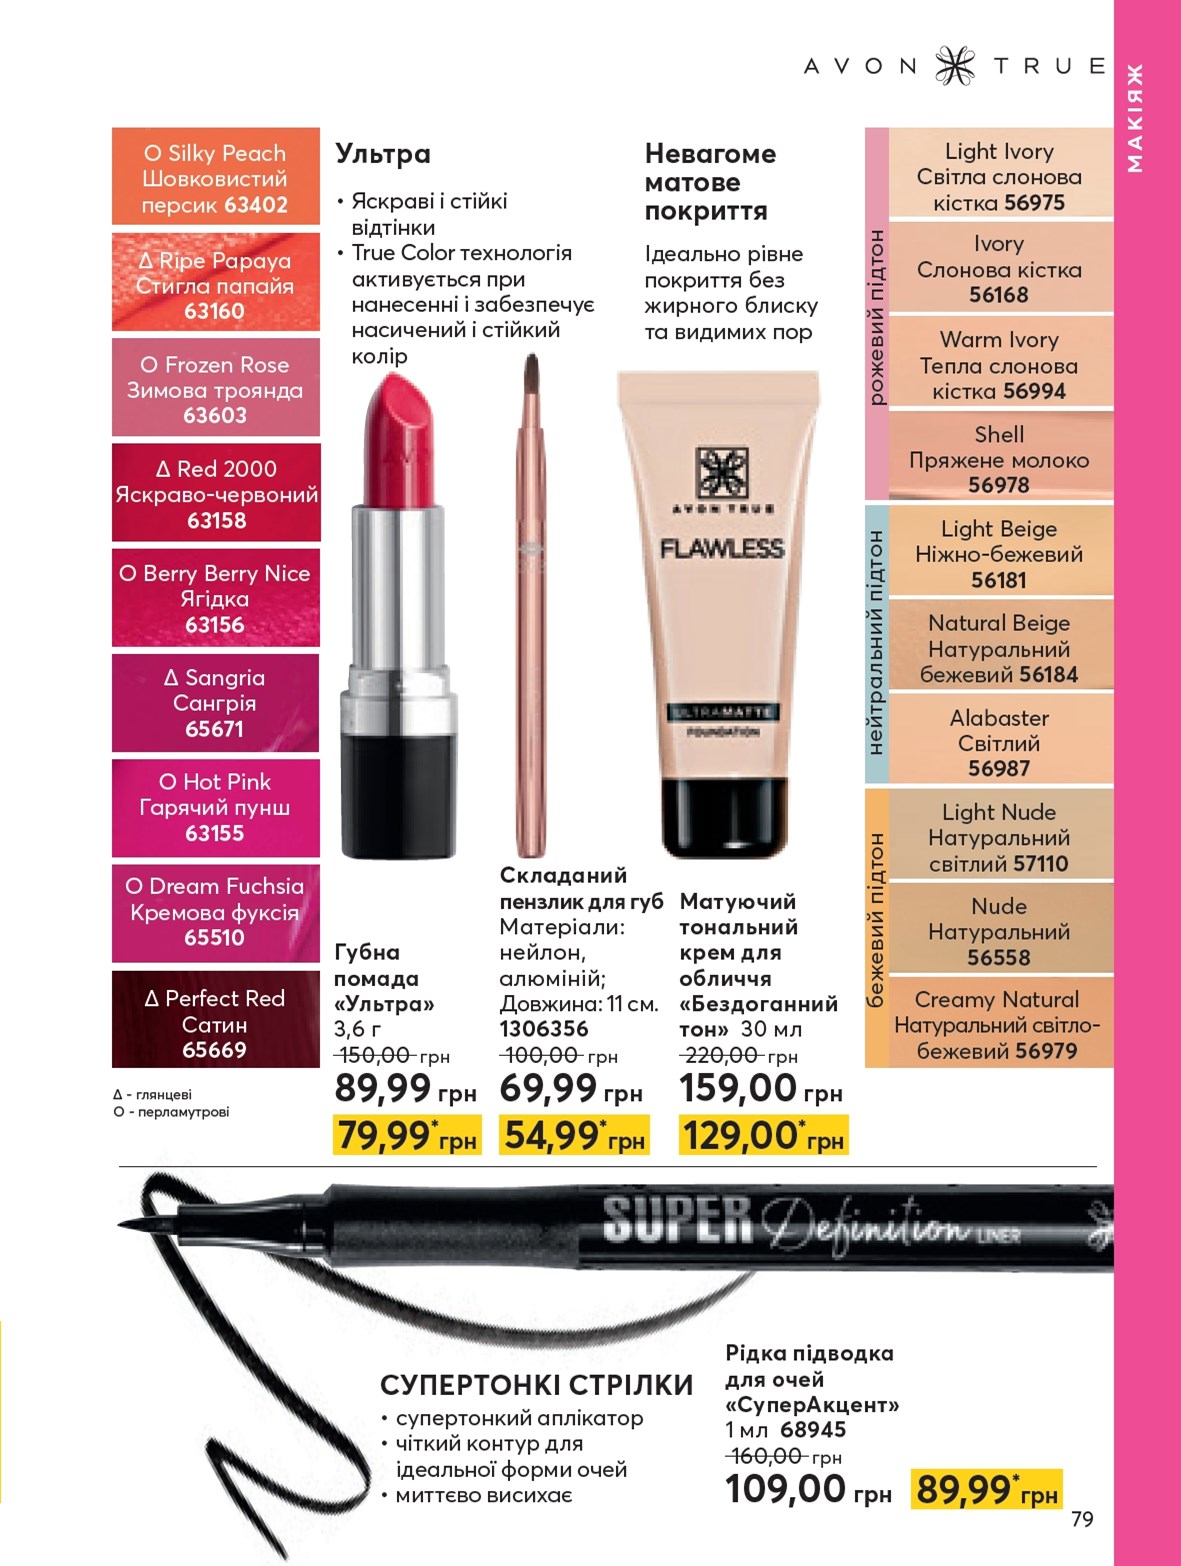 AVON TRUE
МАКІЯЖ
O Silky Peach
Шовковистий
персик 63402
Δ Ripe Papaya
Стигла папайя
63160
O Frozen Rose
Зимова троянда
63603
Δ Red 2000
Яскраво-червоний
63158
O Berry Berry Nice
Ягідка
63156
Δ Sangria
Сангрія
65671
O Hot Pink
Гарячий пунш
63155
O Dream Fuchsia
Кремова фуксія
65510
Δ Perfect Red
Сатин
65669
Δ - глянцеві
O - перламутрові
Ультра
• Яскраві і стійкі
відтінки
• True Color технологія
активується при
нанесенні і забезпечує
насичений і стійкий
колір
Губна
помада
«Ультра»
3,6 г
150,00 грн
89,99 грн
79,99* грн
Складаний
пензлик для губ
Матеріали:
нейлон,
алюміній;
Довжина: 11 см.
1306356
100,00 грн
69,99 грн
54,99* грн
Невагоме
матове
покриття
Ідеально рівне
покриття без
жирного блиску
та видимих пор
AVON TRUE
FLAWLESS
ULTRAMATTE
FOUNDATION
Матуючий
тональний
крем для
обличчя
«Бездоганний
тон» 30 мл
220,00 грн
159,00 грн
129,00* грн
рожевий підтон
Light Ivory
Світла слонова
кістка 56975
Ivory
Слонова кістка
56168
Warm Ivory
Тепла слонова
кістка 56994
Shell
Пряжене молоко
56978
нейтральний підтон
Light Beige
Ніжно-бежевий
56181
Natural Beige
Натуральний
бежевий 56184
Alabaster
Світлий
56987
бежевий підтон
Light Nude
Натуральний
світлий 57110
Nude
Натуральний
56558
Creamy Natural
Натуральний світло-
бежевий 56979
SUPER Definition LINER
СУПЕРТОНКІ СТРІЛКИ
• супертонкий аплікатор
• чіткий контур для
ідеальної форми очей
• миттєво висихає
Рідка підводка
для очей
«СуперАкцент»
1 мл 68945
160,00 грн
109,00 грн 89,99* грн
79